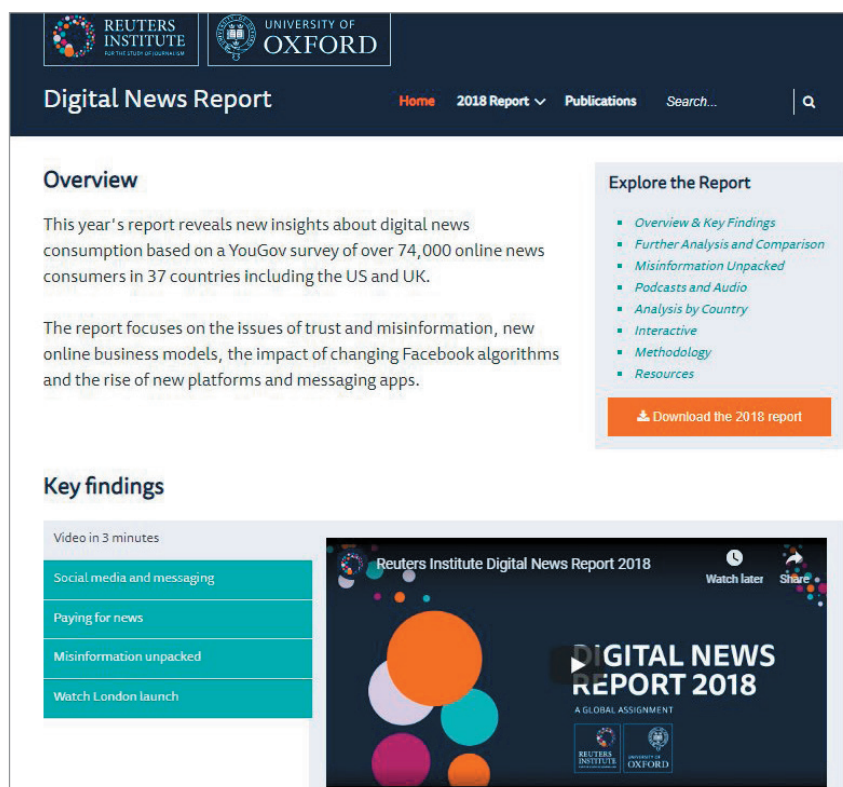 REUTERS
INSTITUTE
FOR THE STUDY OF JOURNALISM
UNIVERSITY OF
OXFORD
Digital News Report
Home 2018 Report Publications Search...
Overview
This year's report reveals new insights about digital news
consumption based on a YouGov survey of over 74,000 online news
consumers in 37 countries including the US and UK.
The report focuses on the issues of trust and misinformation, new
online business models, the impact of changing Facebook algorithms
and the rise of new platforms and messaging apps.
Explore the Report
Overview & Key Findings
Further Analysis and Comparison
Misinformation Unpacked
Podcasts and Audio
Analysis by Country
Interactive
Methodology
Resources
Download the 2018 report
Key findings
Video in 3 minutes
Social media and messaging
Paying for news
Misinformation unpacked
Watch London launch
Reuters Institute Digital News Report 2018
Watch later Share
DIGITAL NEWS
REPORT 2018
A GLOBAL ASSIGNMENT
REUTERS
INSTITUTE
UNIVERSITY OF
OXFORD